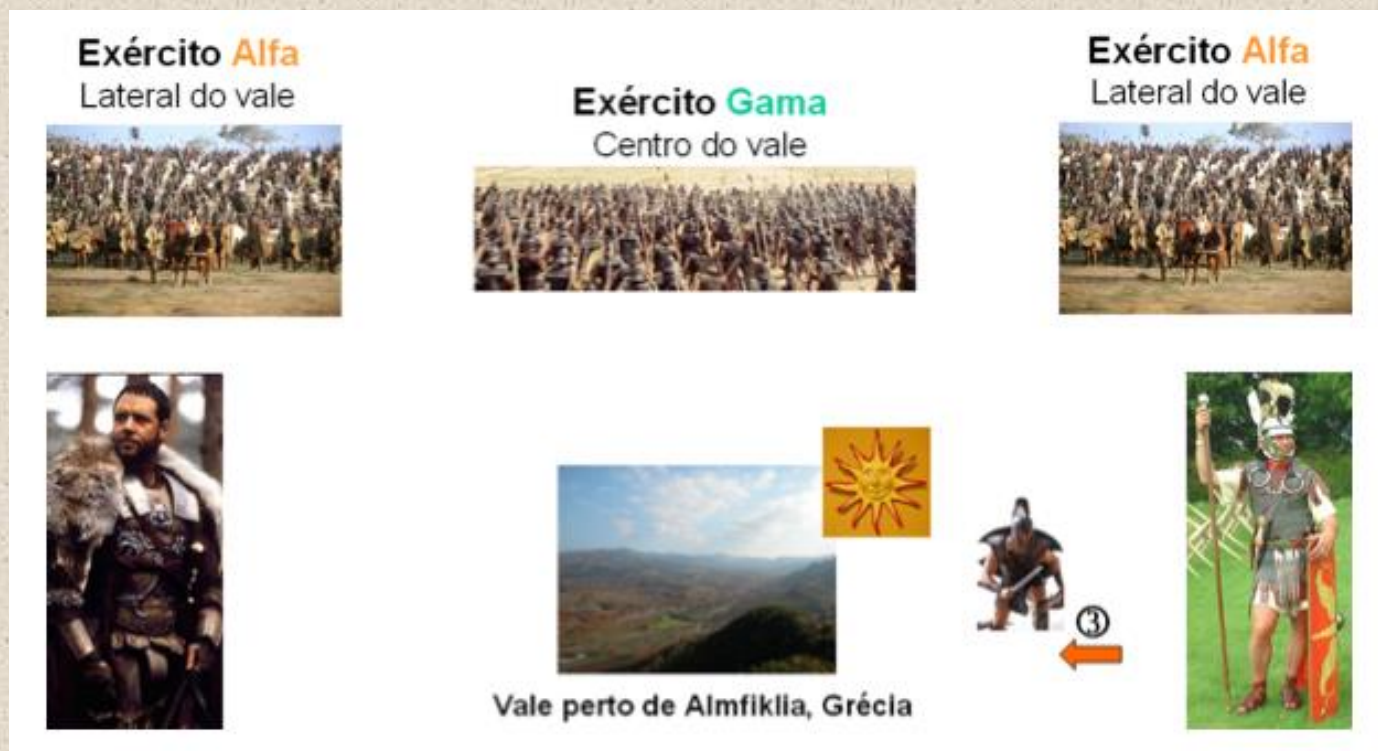 Exército Alfa
Lateral do vale
Exército Gama
Centro do vale
Exército Alfa
Lateral do vale
③
Vale perto de Almfiklia, Grécia